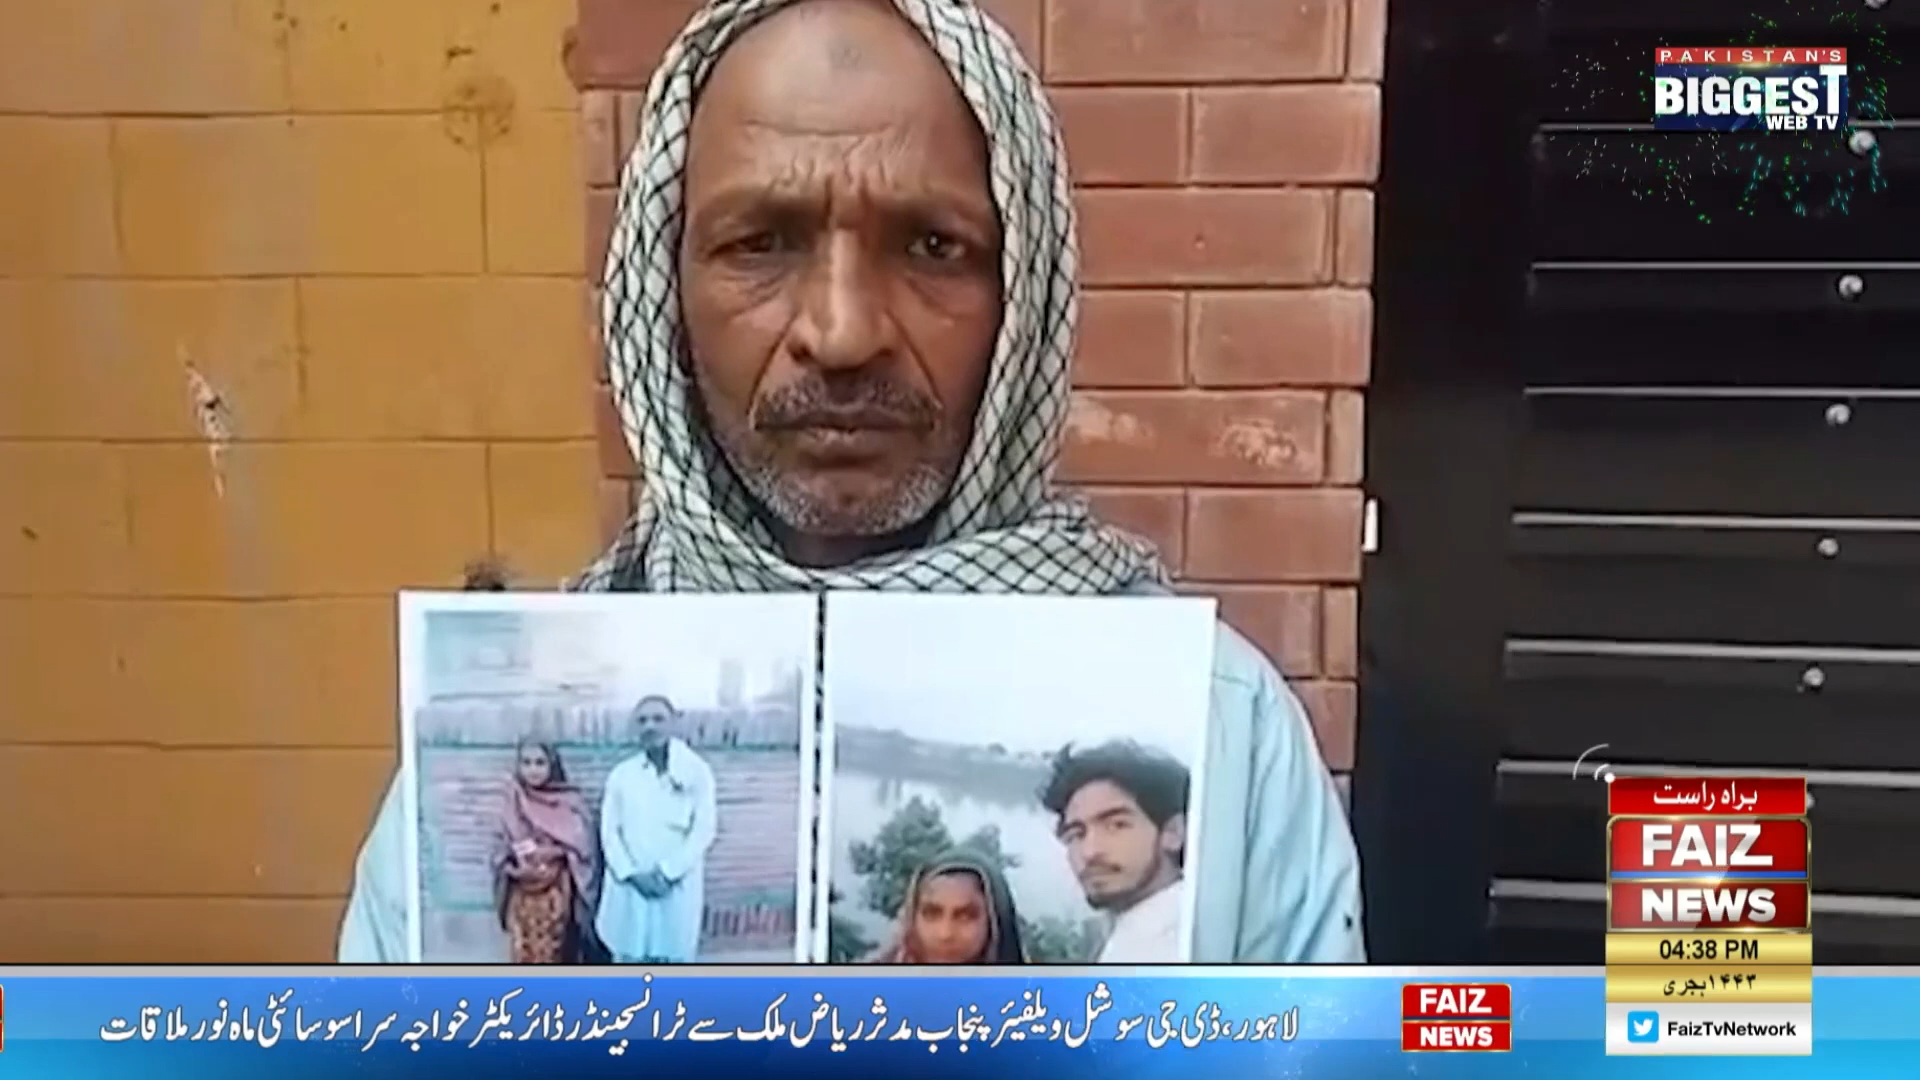 PAKISTAN'S
BIGGEST
WEB TV
براہ راست
FAIZ
NEWS
04:38 PM
۱۴۴۳ہجری
FaizTvNetwork
لاہور، ڈی جی سوشل ویلفیئر پنجاب مدثر ریاض ملک سے ٹرانسجینڈر ڈائریکٹر خواجہ سرا سوسائٹی ماہ نور ملاقات
FAIZ
NEWS